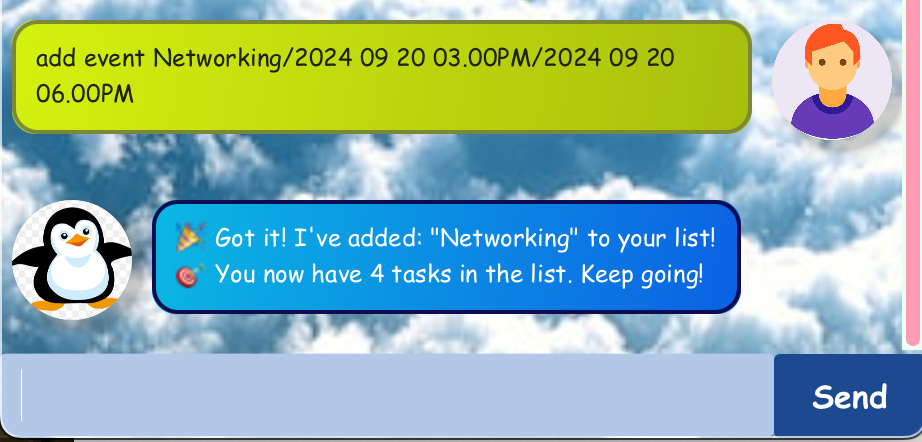 add event Networking/2024 09 20 03.00PM/2024 09 20
06.00PM
🎉 Got it! I've added: "Networking" to your list!
🎯 You now have 4 tasks in the list. Keep going!
Send